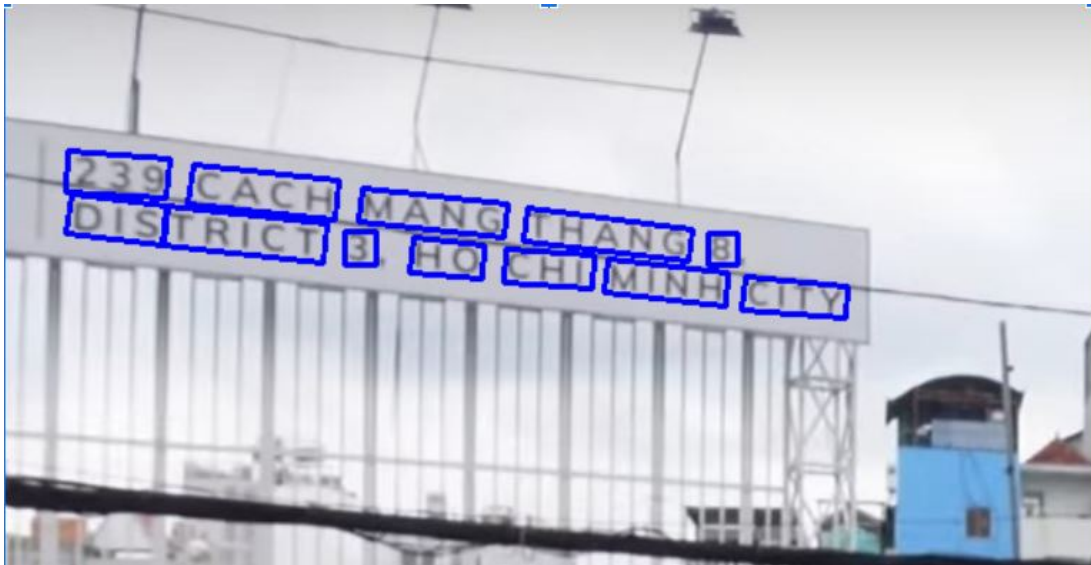 239 CACH MANG THANG 8,
DISTRICT 3, HO CHI MINH CITY